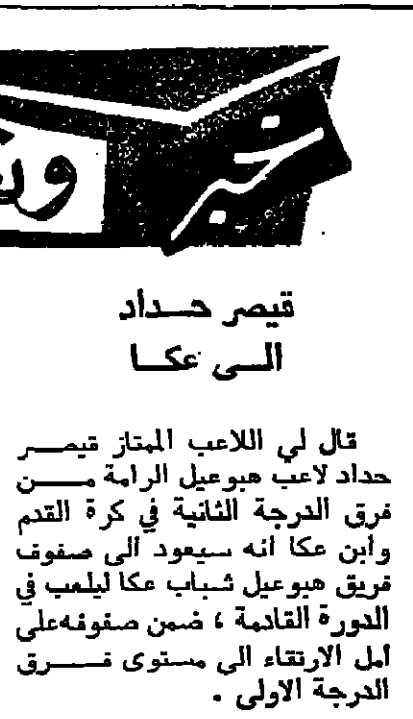 خبر
قيصر حداد
الى عكا
قال لي اللاعب الممتاز قيصر
حداد لاعب هبوعيل الرامة من
فرق الدرجة الثانية في كرة القدم
وابن عكا انه سيعود الى صفوف
فريق هبوعيل شباب عكا ليلعب في
الدورة القادمة ، ضمن صفوفه على
أمل الارتقاء الى مستوى فرق
الدرجة الاولى .